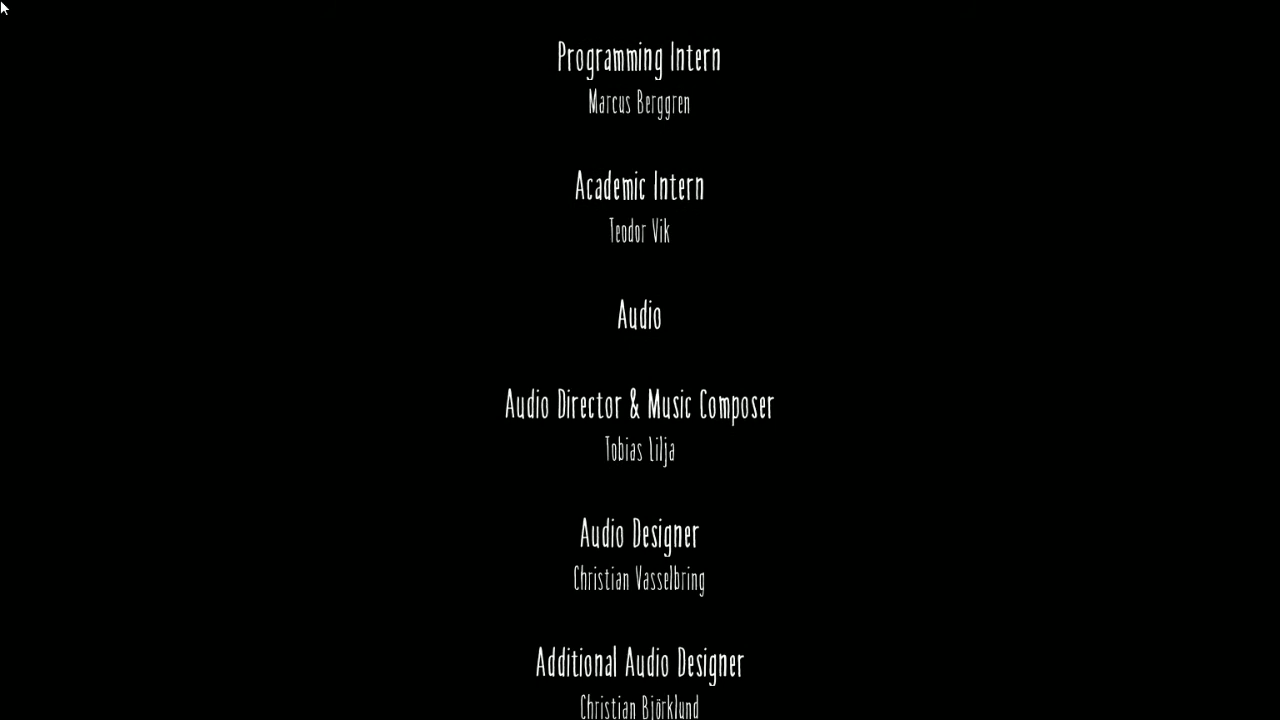 Programming Intern
Marcus Berggren
Academic Intern
Teodor Vik
Audio
Audio Director & Music Composer
Tobias Lilja
Audio Designer
Christian Vasselbring
Additional Audio Designer
Christian Björklund